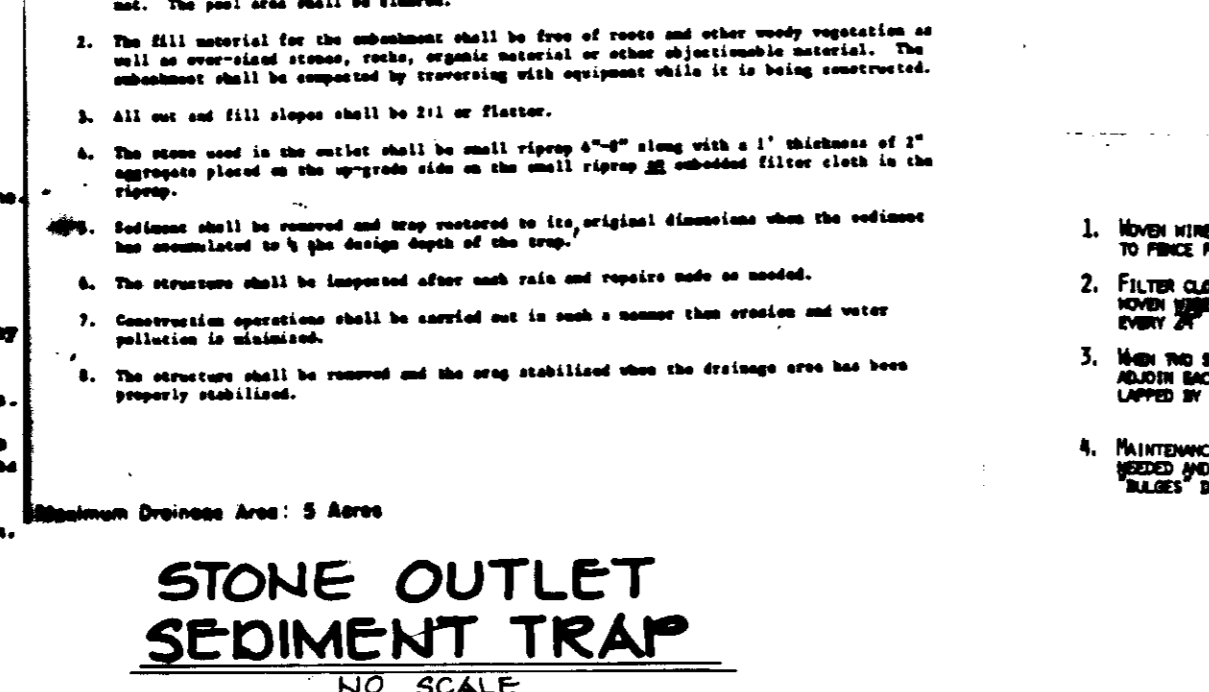 met. The pool area shall be cleared.
2. The fill material for the embankment shall be free of roots and other woody vegetation as
well as over-sized stones, rocks, organic material or other objectionable material. The
embankment shall be compacted by traversing with equipment while it is being constructed.
3. All cut and fill slopes shall be 2:1 or flatter.
4. The stone used in the outlet shall be small riprap 4"-8" along with a 1' thickness of 2"
aggregate placed on the up-grade side on the small riprap or embedded filter cloth in the
riprap.
5. Sediment shall be removed and trap restored to its original dimensions when the sediment
has accumulated to ½ the design depth of the trap.
6. The structure shall be inspected after each rain and repairs made as needed.
7. Construction operations shall be carried out in such a manner than erosion and water
pollution is minimized.
8. The structure shall be removed and the area stabilized when the drainage area has been
properly stabilized.
Maximum Drainage Area: 5 Acres
STONE OUTLET
SEDIMENT TRAP
NO SCALE
1. WOVEN WIRE
TO FENCE P
2. FILTER CLO
WOVEN WIRE
EVERY 24"
3. WHEN TWO S
ADJOIN EAC
LAPPED BY
4. MAINTENANC
NEEDED AND
"BULGES" D